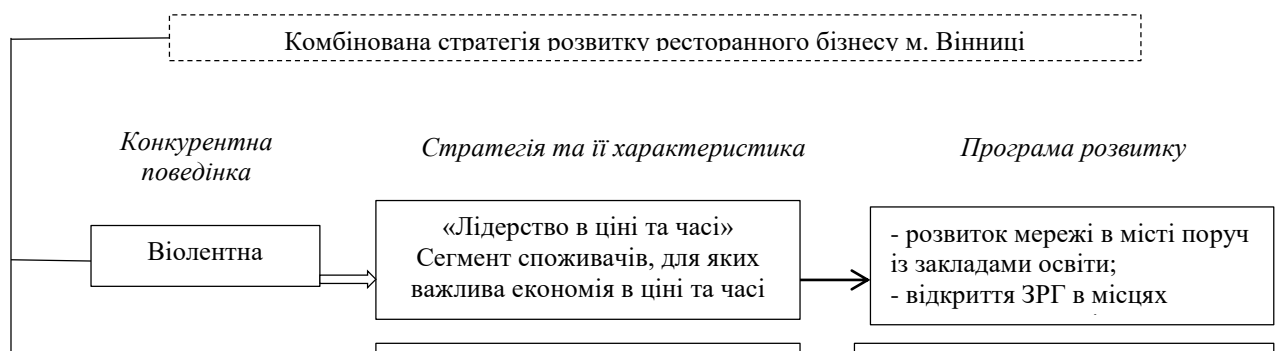 Комбінована стратегія розвитку ресторанного бізнесу м. Вінниці
Конкурентна
поведінка
Стратегія та її характеристика
Програма розвитку
Віолентна
«Лідерство в ціні та часі»
Сегмент споживачів, для яких
важлива економія в ціні та часі
- розвиток мережі в місті поруч
із закладами освіти;
- відкриття ЗРГ в місцях